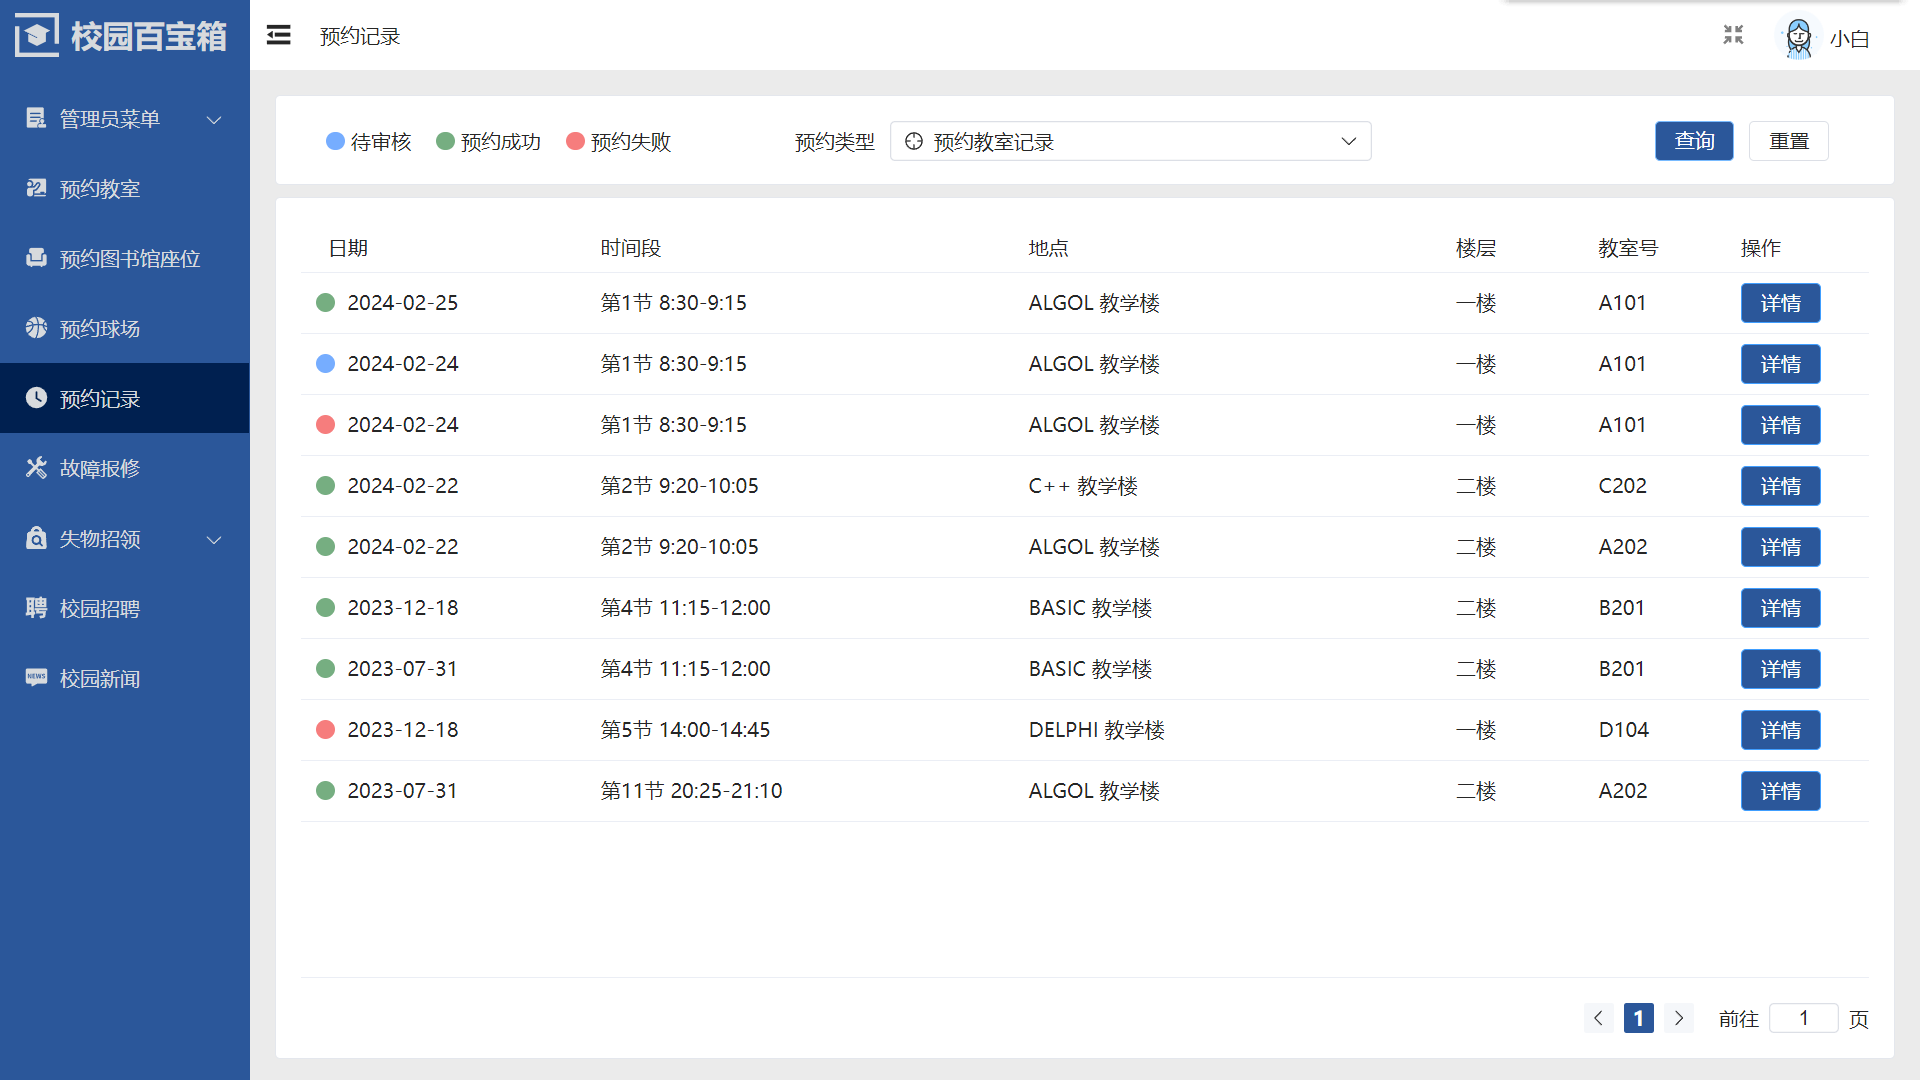 校园百宝箱
管理员菜单
预约教室
预约图书馆座位
预约球场
预约记录
故障报修
失物招领
聘 校园招聘
NEWS 校园新闻
预约记录
小白
待审核 预约成功 预约失败 预约类型 预约教室记录 查询 重置
日期 时间段 地点 楼层 教室号 操作
2024-02-25 第1节 8:30-9:15 ALGOL 教学楼 一楼 A101 详情
2024-02-24 第1节 8:30-9:15 ALGOL 教学楼 一楼 A101 详情
2024-02-24 第1节 8:30-9:15 ALGOL 教学楼 一楼 A101 详情
2024-02-22 第2节 9:20-10:05 C++ 教学楼 二楼 C202 详情
2024-02-22 第2节 9:20-10:05 ALGOL 教学楼 二楼 A202 详情
2023-12-18 第4节 11:15-12:00 BASIC 教学楼 二楼 B201 详情
2023-07-31 第4节 11:15-12:00 BASIC 教学楼 二楼 B201 详情
2023-12-18 第5节 14:00-14:45 DELPHI 教学楼 一楼 D104 详情
2023-07-31 第11节 20:25-21:10 ALGOL 教学楼 二楼 A202 详情
1 前往 1 页